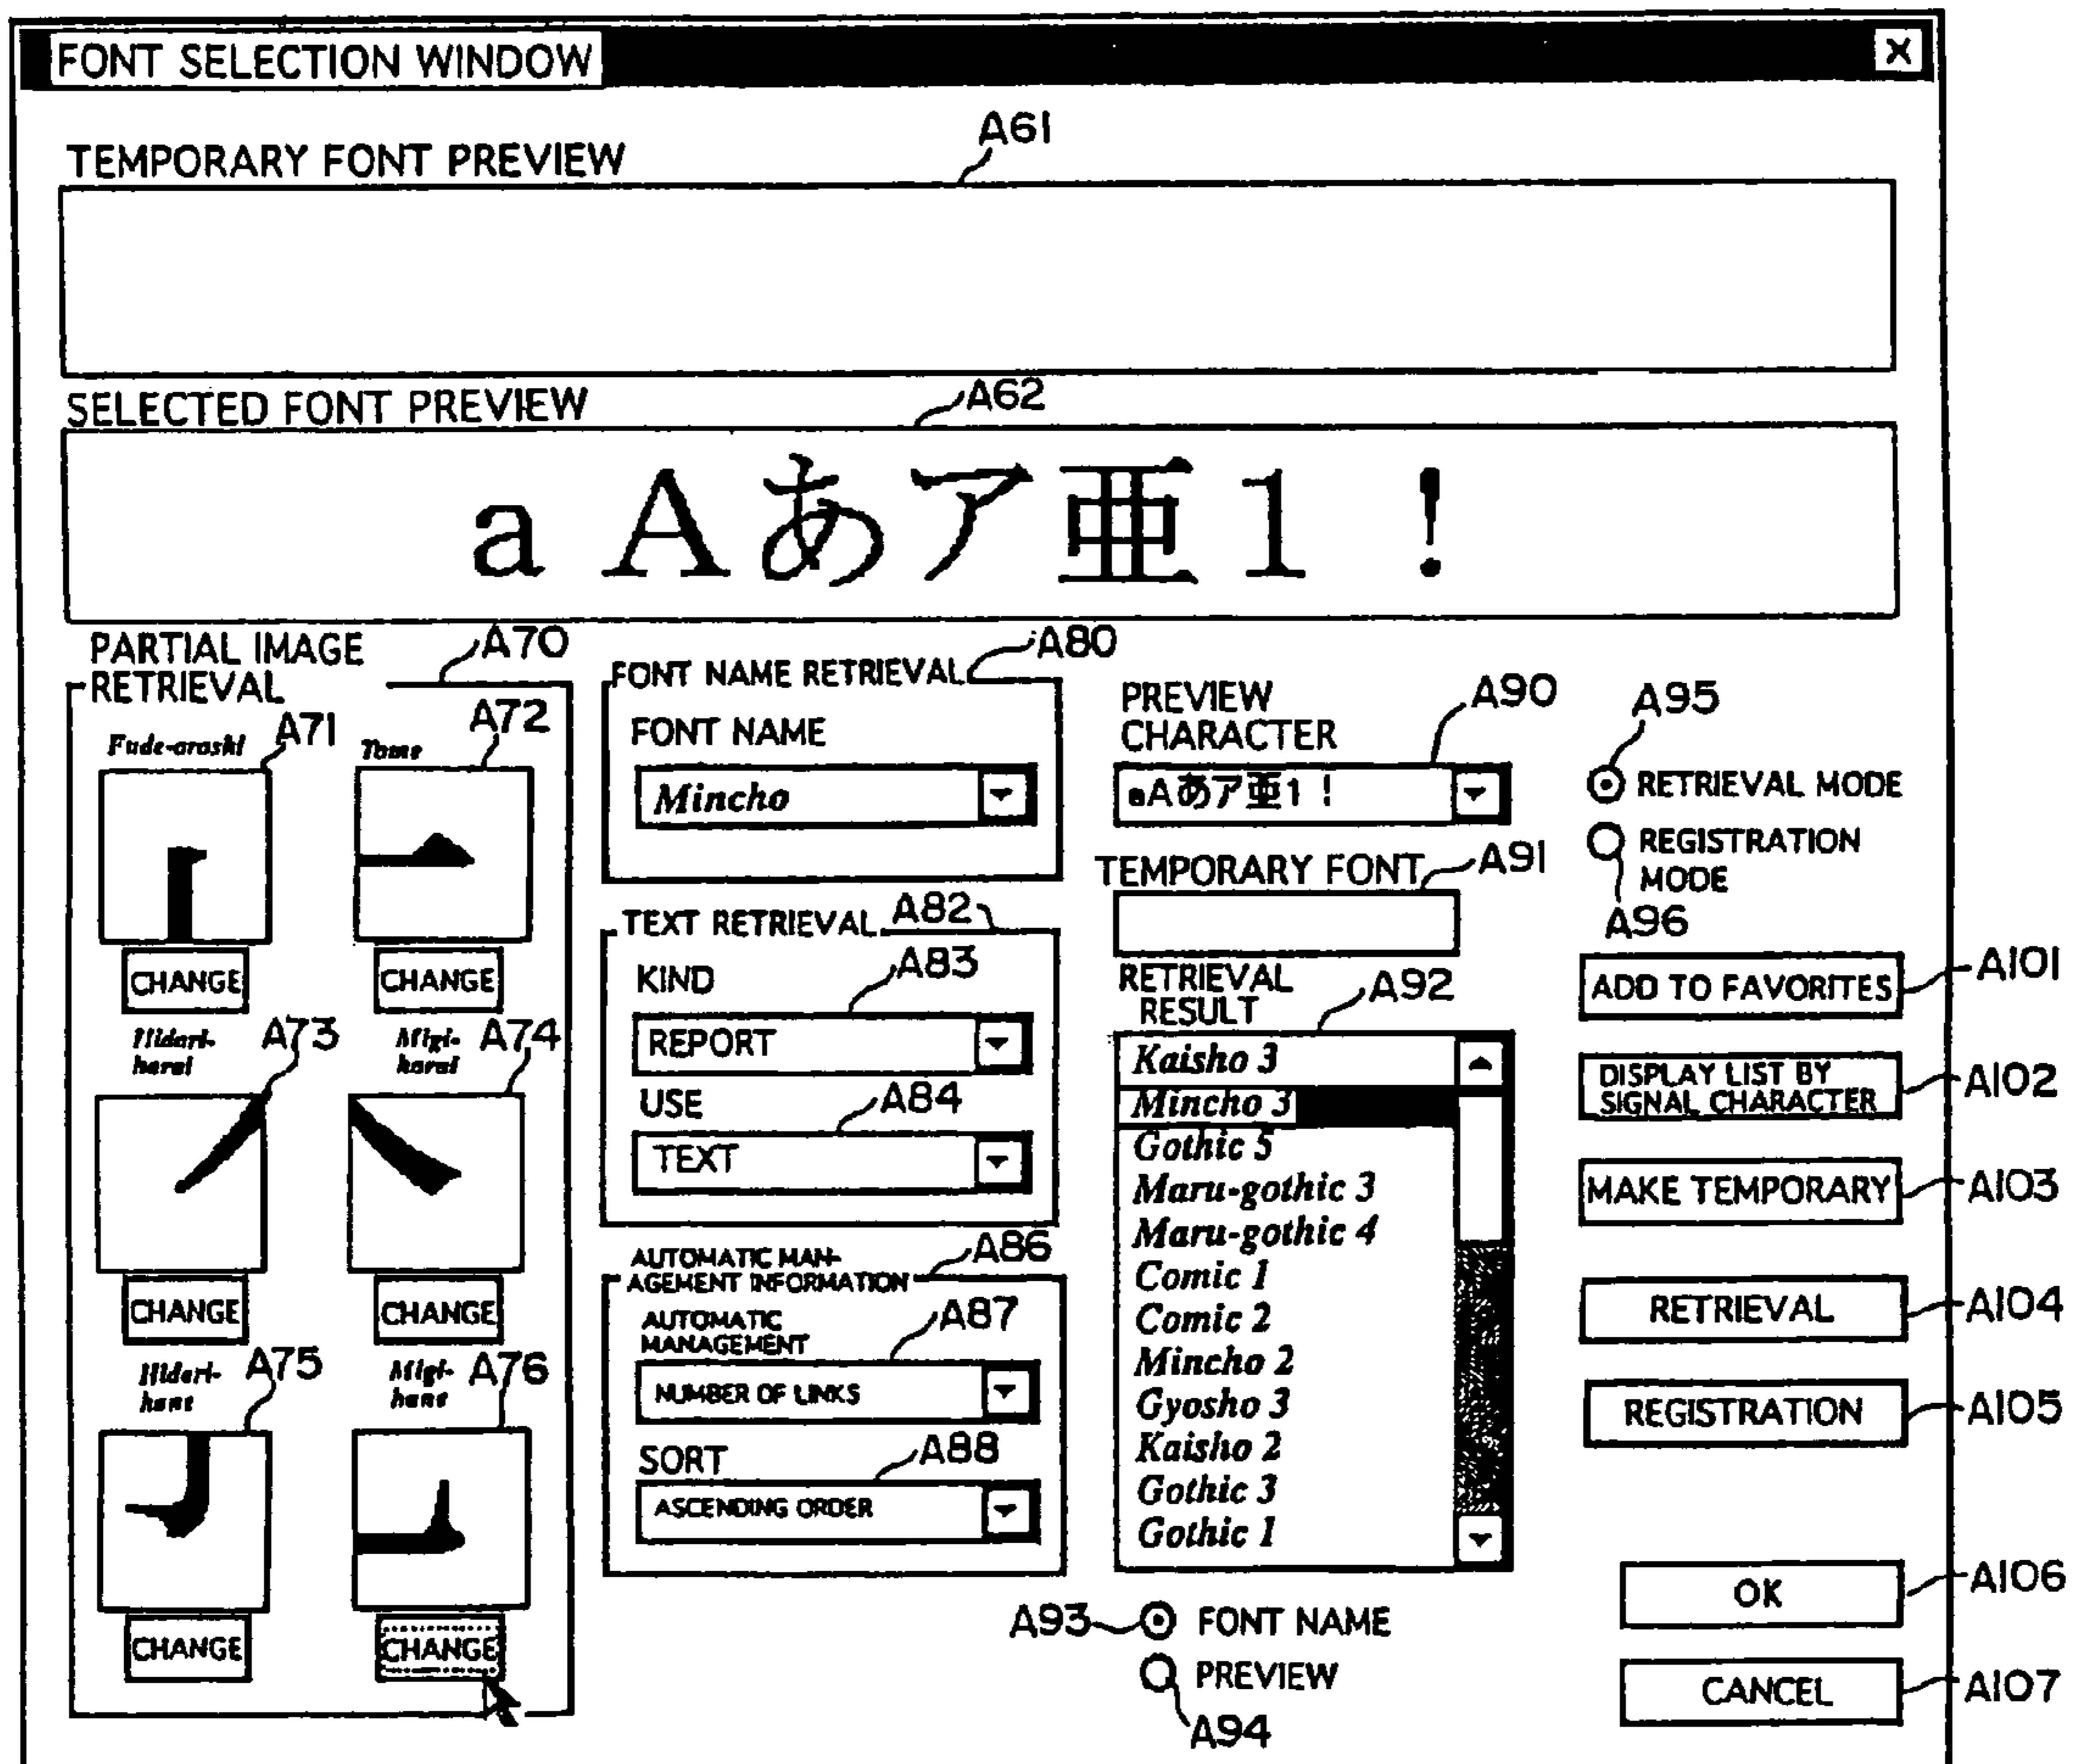 FONT SELECTION WINDOW
X
A61
TEMPORARY FONT PREVIEW
SELECTED FONT PREVIEW
A62
a A あ ア 亜 1 !
PARTIAL IMAGE
RETRIEVAL
A70
Fude-oroshi
A71
Tome
A72
CHANGE
CHANGE
Hidari-
harai
A73
Migi-
harai
A74
CHANGE
CHANGE
Hidari-
hane
A75
Migi-
hane
A76
CHANGE
CHANGE
FONT NAME RETRIEVAL
A80
FONT NAME
Mincho
TEXT RETRIEVAL
A82
KIND
A83
REPORT
USE
A84
TEXT
AUTOMATIC MAN-
AGEMENT INFORMATION
A86
AUTOMATIC
MANAGEMENT
A87
NUMBER OF LINKS
SORT
A88
ASCENDING ORDER
PREVIEW
CHARACTER
A90
aAあア亜1!
TEMPORARY FONT
A91
RETRIEVAL
RESULT
A92
Kaisho 3
Mincho 3
Gothic 5
Maru-gothic 3
Maru-gothic 4
Comic 1
Comic 2
Mincho 2
Gyosho 3
Kaisho 2
Gothic 3
Gothic 1
A93
FONT NAME
PREVIEW
A94
A95
RETRIEVAL MODE
REGISTRATION
MODE
A96
ADD TO FAVORITES
A101
DISPLAY LIST BY
SIGNAL CHARACTER
A102
MAKE TEMPORARY
A103
RETRIEVAL
A104
REGISTRATION
A105
OK
A106
CANCEL
A107